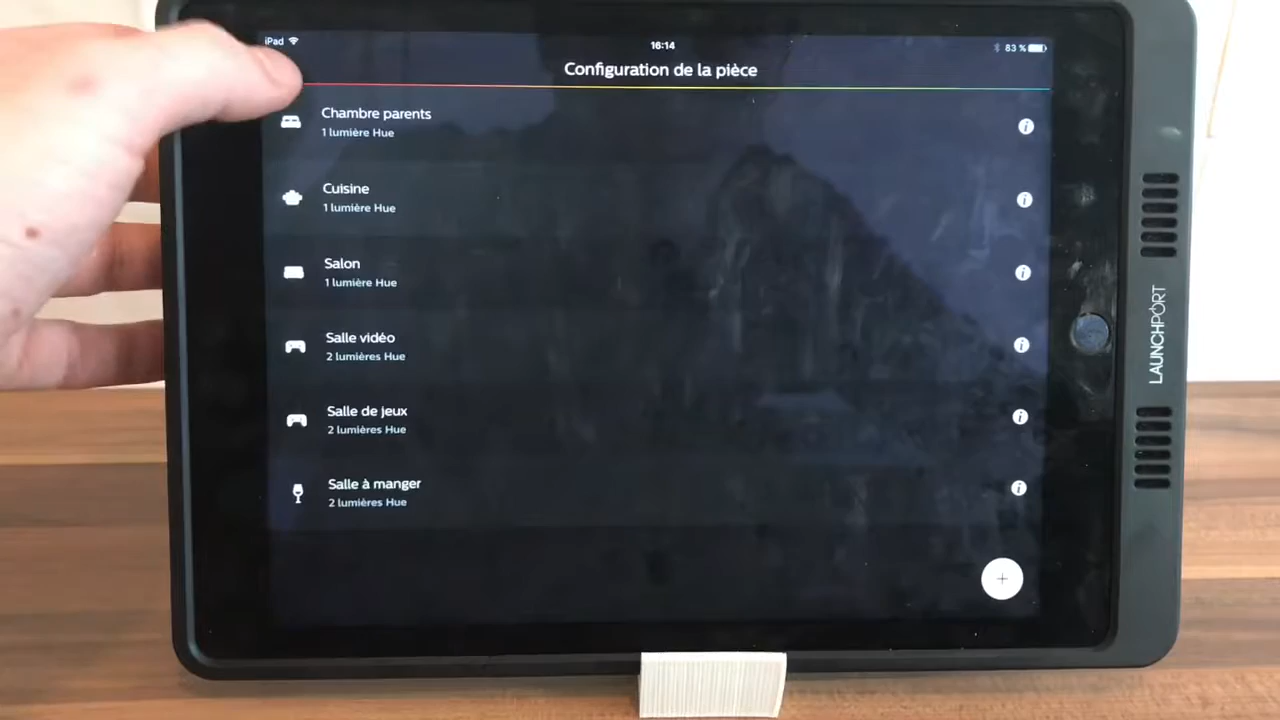 iPad
16:14
83 %
Configuration de la pièce
Chambre parents
1 lumière Hue
Cuisine
1 lumière Hue
Salon
1 lumière Hue
Salle vidéo
2 lumières Hue
Salle de jeux
2 lumières Hue
Salle à manger
2 lumières Hue
LAUNCHPORT